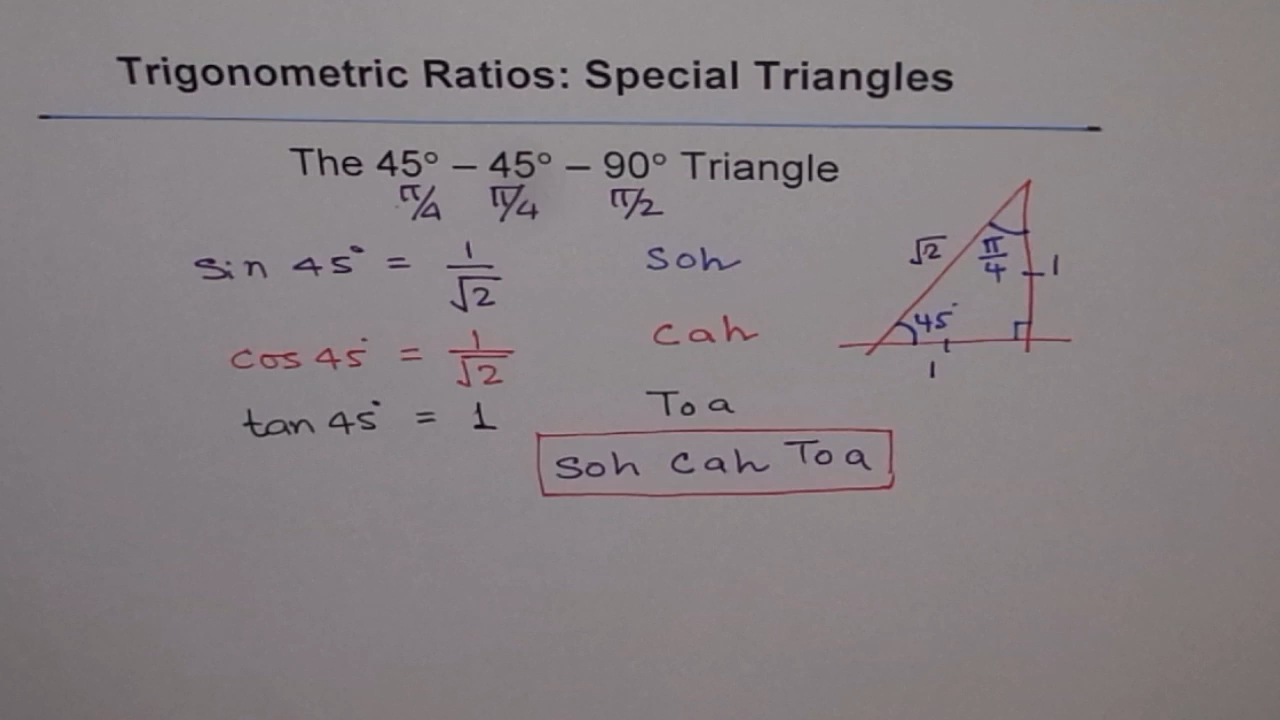 Trigonometric Ratios: Special Triangles
The 45° – 45° – 90° Triangle
π/4 π/4 π/2
sin 45° = 1/√2
Soh
cos 45° = 1/√2
Cah
tan 45° = 1
Toa
Soh Cah Toa
√2
π/4
1
45°
1